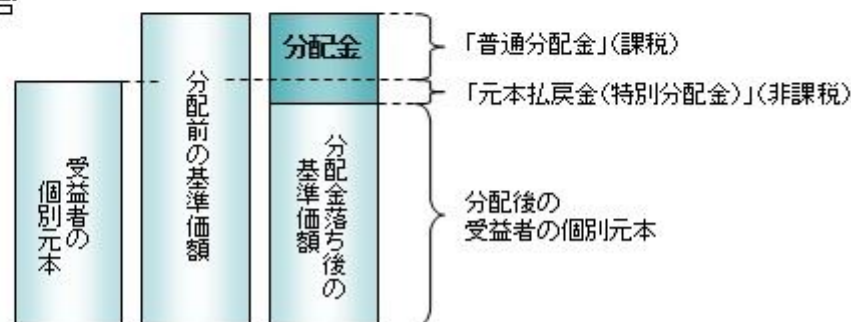 分配金
「普通分配金」(課税)
「元本払戻金(特別分配金)」(非課税)
受益者の
個別元本
分配前の基準価額
分配金落ち後の
基準価額
分配後の
受益者の個別元本